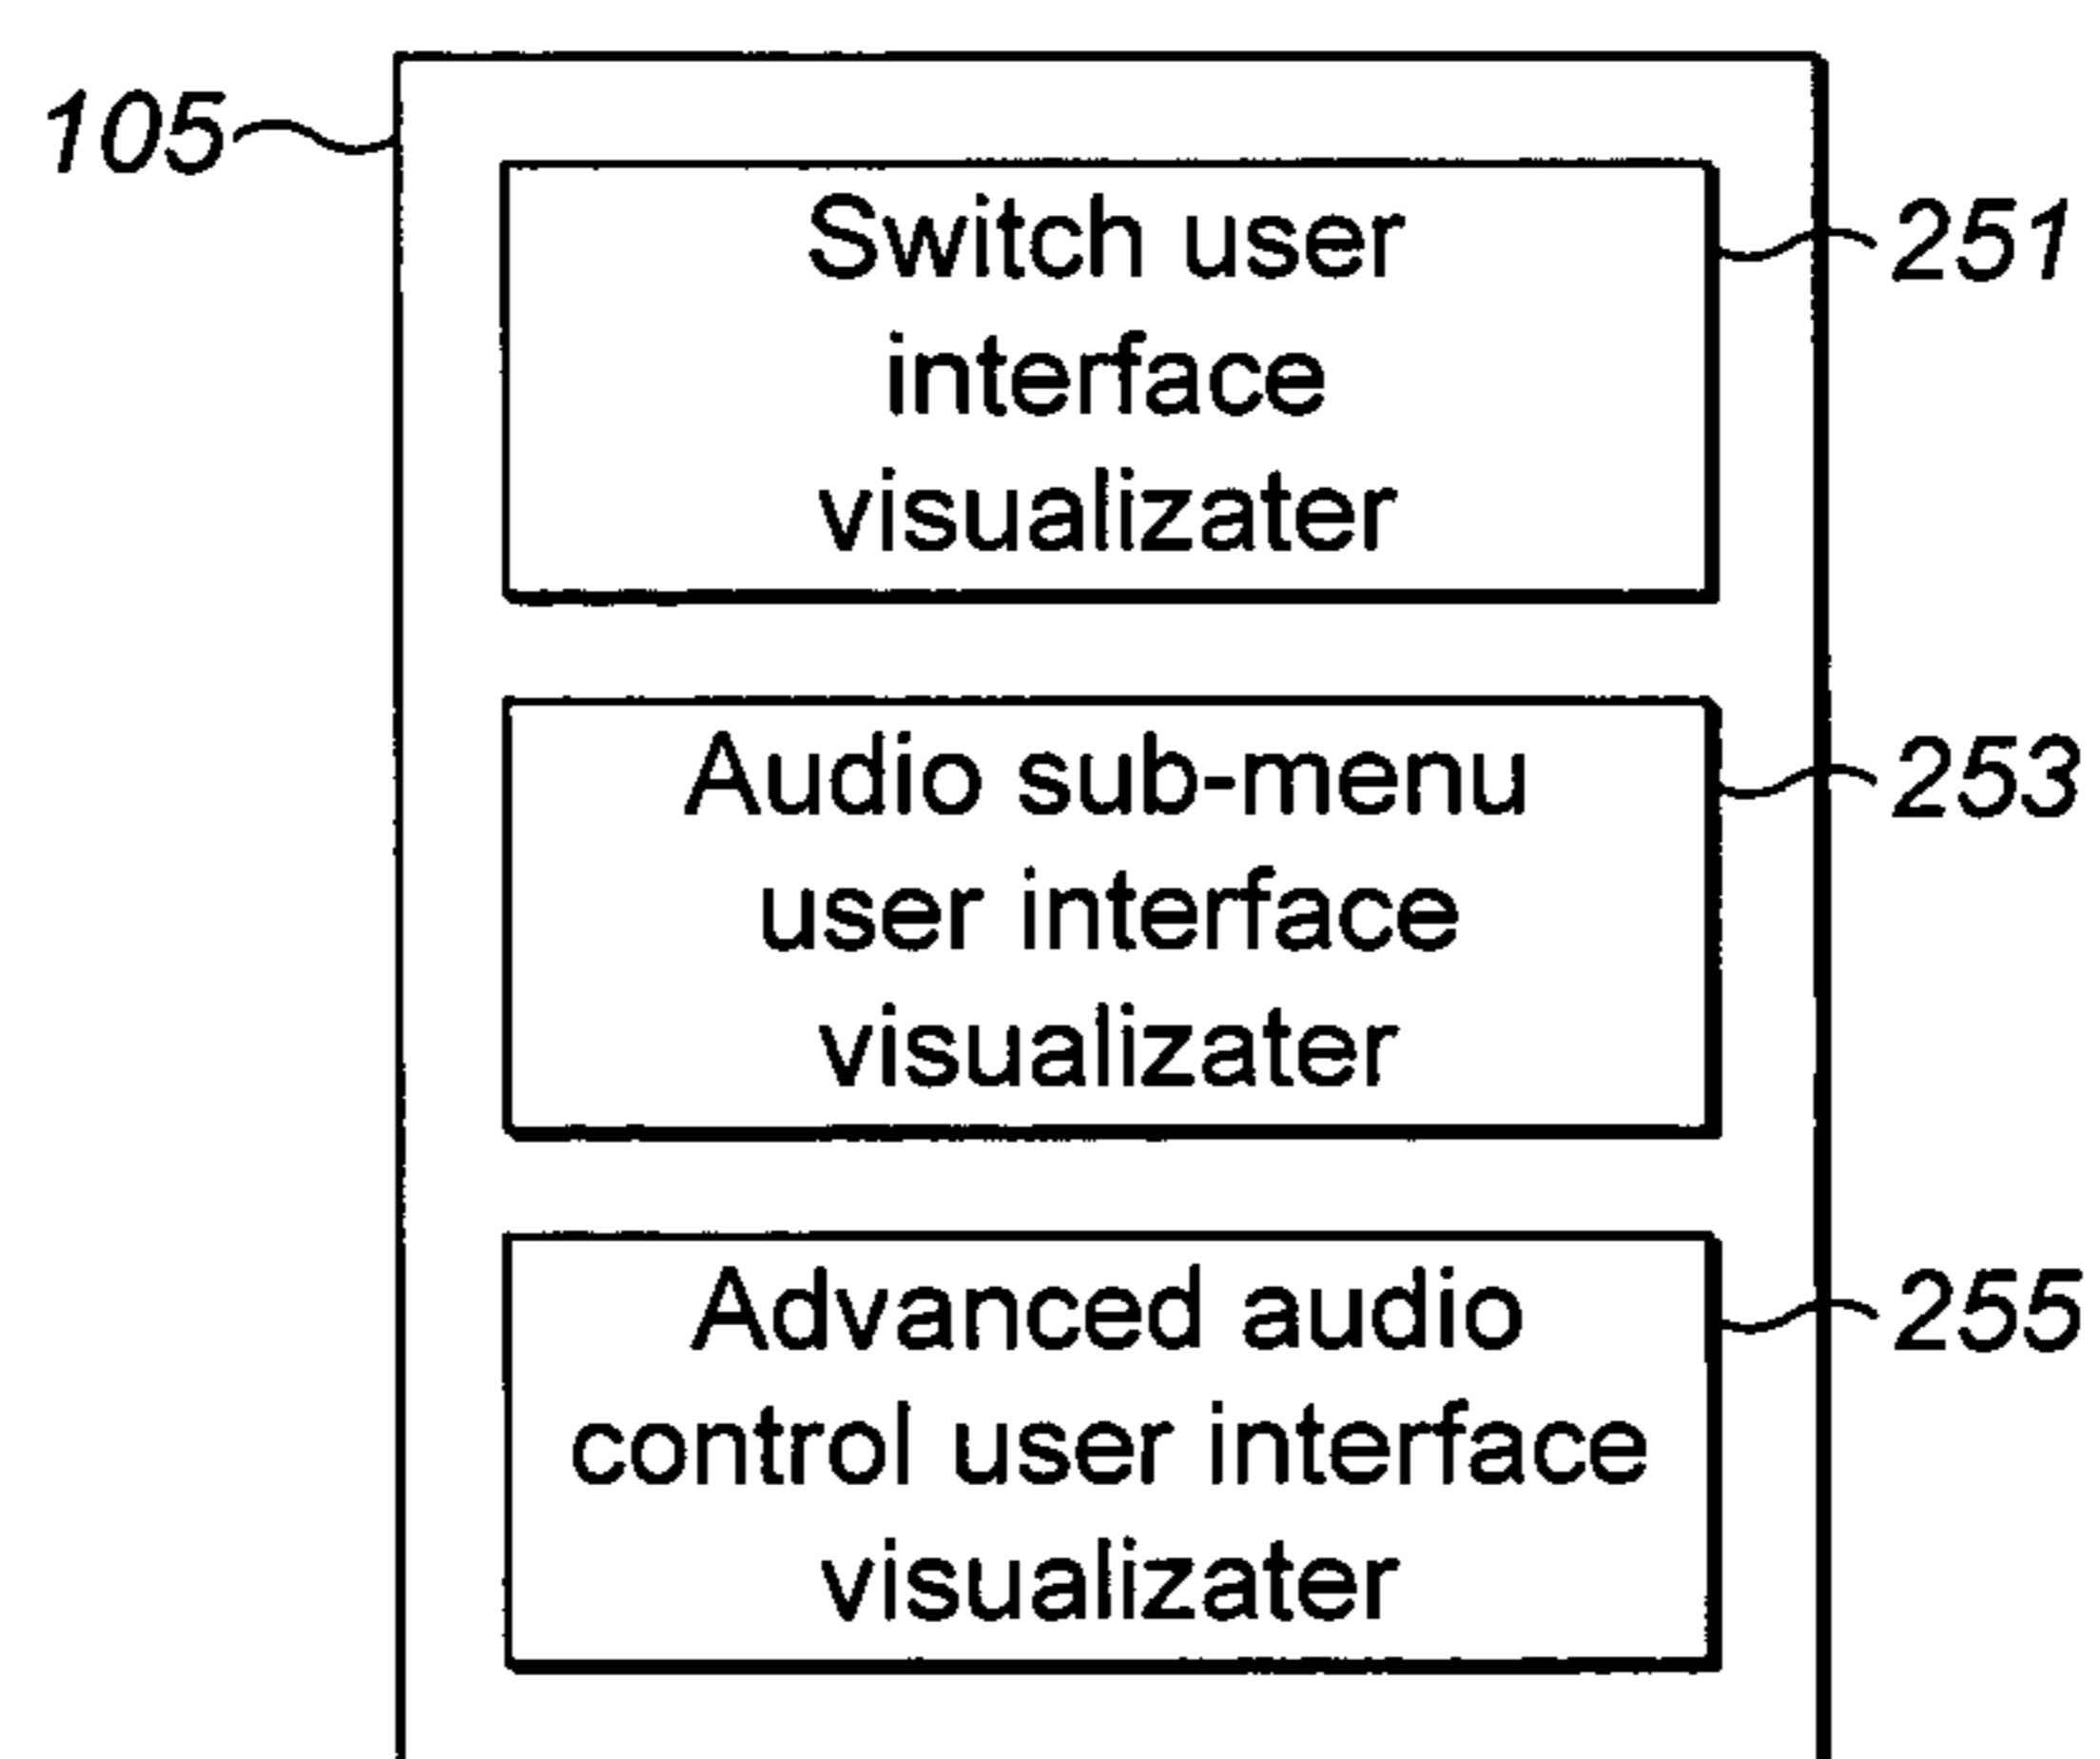 105
Switch user
interface
visualizater
251
Audio sub-menu
user interface
visualizater
253
Advanced audio
control user interface
visualizater
255